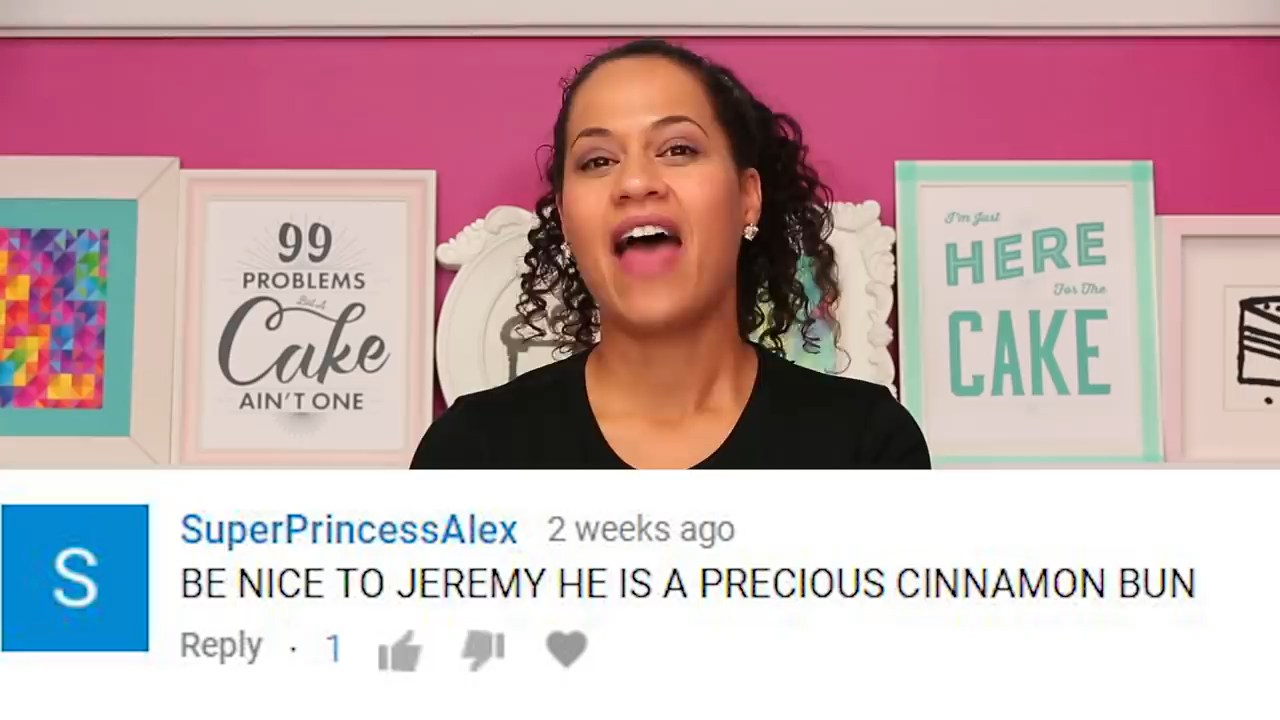 99
PROBLEMS
But A
Cake
AIN'T ONE
I'm Just
HERE
For The
CAKE
S
SuperPrincessAlex 2 weeks ago
BE NICE TO JEREMY HE IS A PRECIOUS CINNAMON BUN
Reply · 1